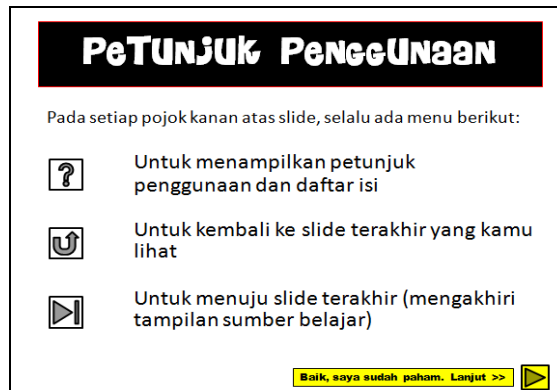 PeTUNJUK PeNGGUNaaN
Pada setiap pojok kanan atas slide, selalu ada menu berikut:
?
Untuk menampilkan petunjuk
penggunaan dan daftar isi
Untuk kembali ke slide terakhir yang kamu
lihat
Untuk menuju slide terakhir (mengakhiri
tampilan sumber belajar)
Baik, saya sudah paham. Lanjut >>